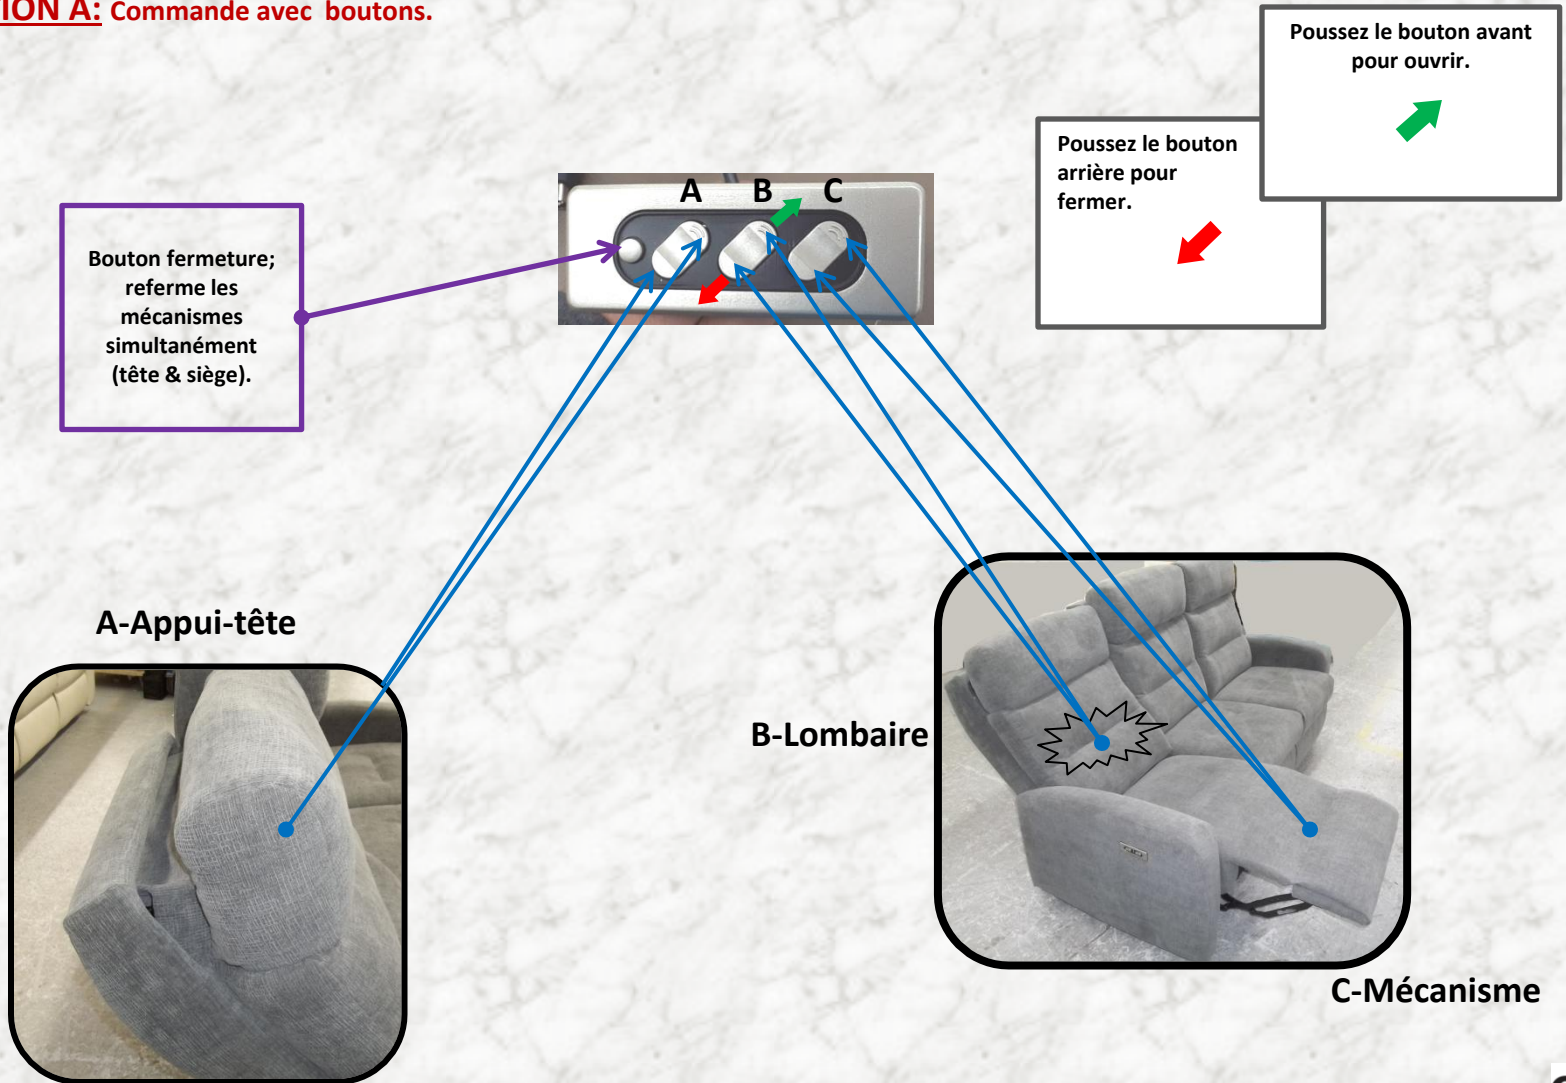 ION A: Commande avec boutons.
Poussez le bouton avant
pour ouvrir.
Poussez le bouton
arrière pour
fermer.
A B C
Bouton fermeture;
referme les
mécanismes
simultanément
(tête & siège).
A-Appui-tête
B-Lombaire
C-Mécanisme